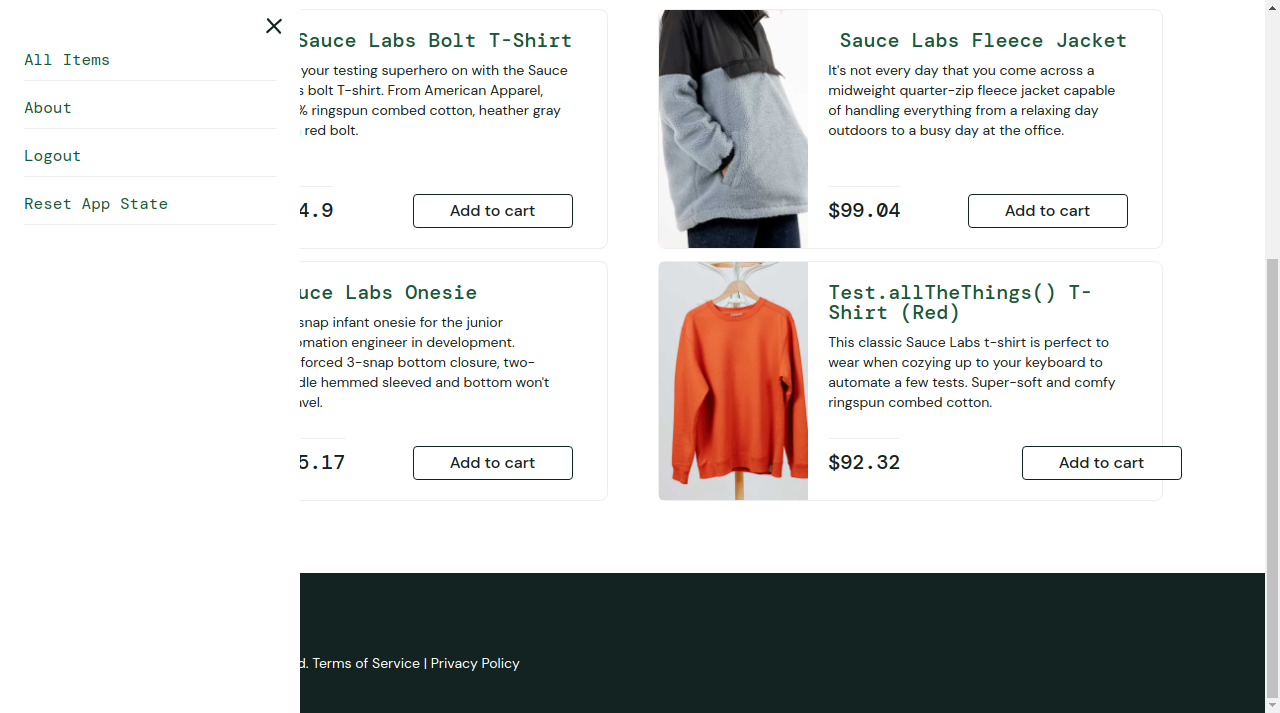 All Items
About
Logout
Reset App State
Sauce Labs Bolt T-Shirt
your testing superhero on with the Sauce
bolt T-shirt. From American Apparel,
% ringspun combed cotton, heather gray
red bolt.
4.9
Add to cart
Sauce Labs Fleece Jacket
It's not every day that you come across a
midweight quarter-zip fleece jacket capable
of handling everything from a relaxing day
outdoors to a busy day at the office.
$99.04
Add to cart
uce Labs Onesie
snap infant onesie for the junior
omation engineer in development.
forced 3-snap bottom closure, two-
dle hemmed sleeved and bottom won't
avel.
5.17
Add to cart
Test.allTheThings() T-
Shirt (Red)
This classic Sauce Labs t-shirt is perfect to
wear when cozying up to your keyboard to
automate a few tests. Super-soft and comfy
ringspun combed cotton.
$92.32
Add to cart
d. Terms of Service | Privacy Policy